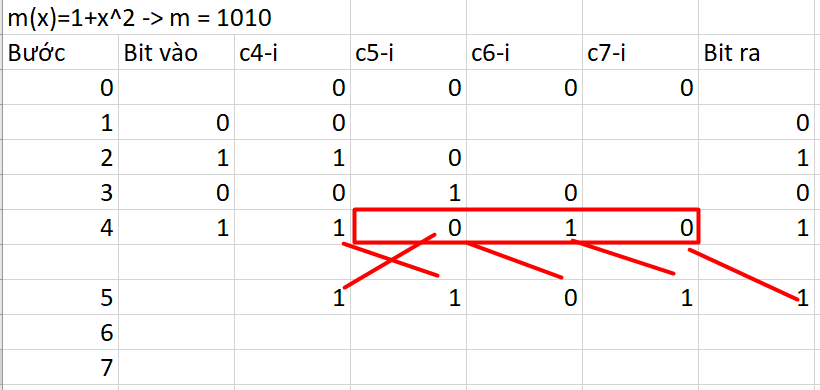 m(x)=1+x^2 -> m = 1010
Bước Bit vào c4-i c5-i c6-i c7-i Bit ra
0 0 0 0 0
1 0 0 0
2 1 1 0 1
3 0 0 1 0 0
4 1 1 0 1 0 1
5 1 1 0 1 1
6
7